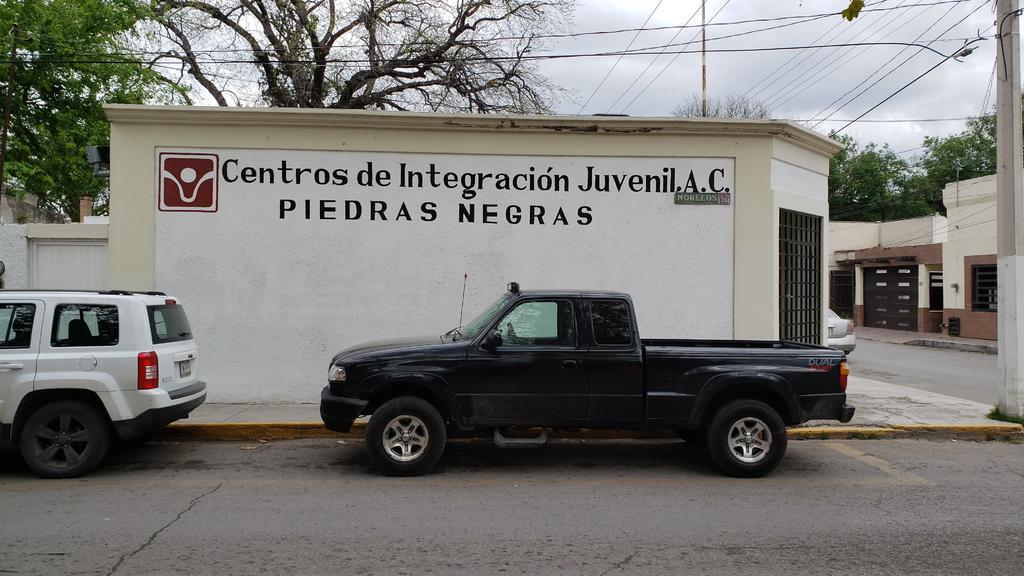 Centros de Integración Juvenil.A.C.
MORELOS
PIEDRAS NEGRAS